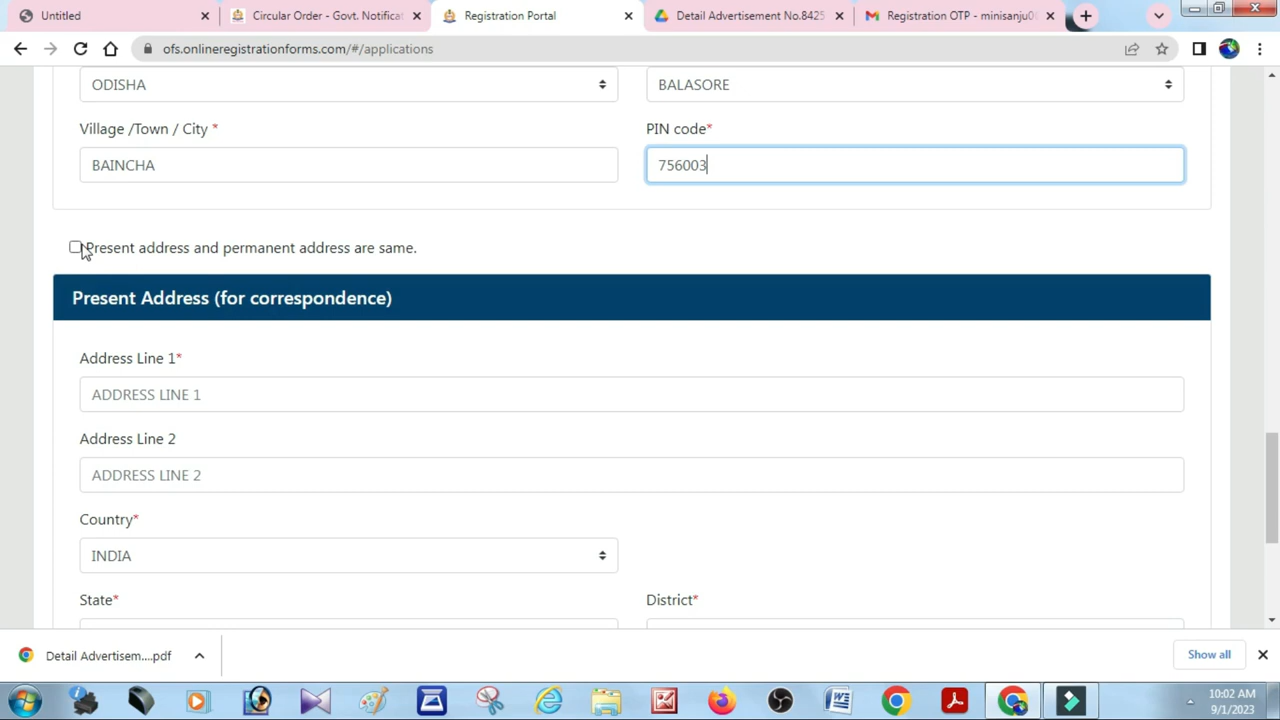 Untitled
Circular Order - Govt. Notificat
Registration Portal
Detail Advertisement No.8425
Registration OTP - minisanju0
ofs.onlineregistrationforms.com/#/applications
ODISHA
BALASORE
Village /Town / City *
PIN code*
BAINCHA
756003
Present address and permanent address are same.
Present Address (for correspondence)
Address Line 1*
ADDRESS LINE 1
Address Line 2
ADDRESS LINE 2
Country*
INDIA
State*
District*
Detail Advertisem....pdf
Show all
10:02 AM
9/1/2023